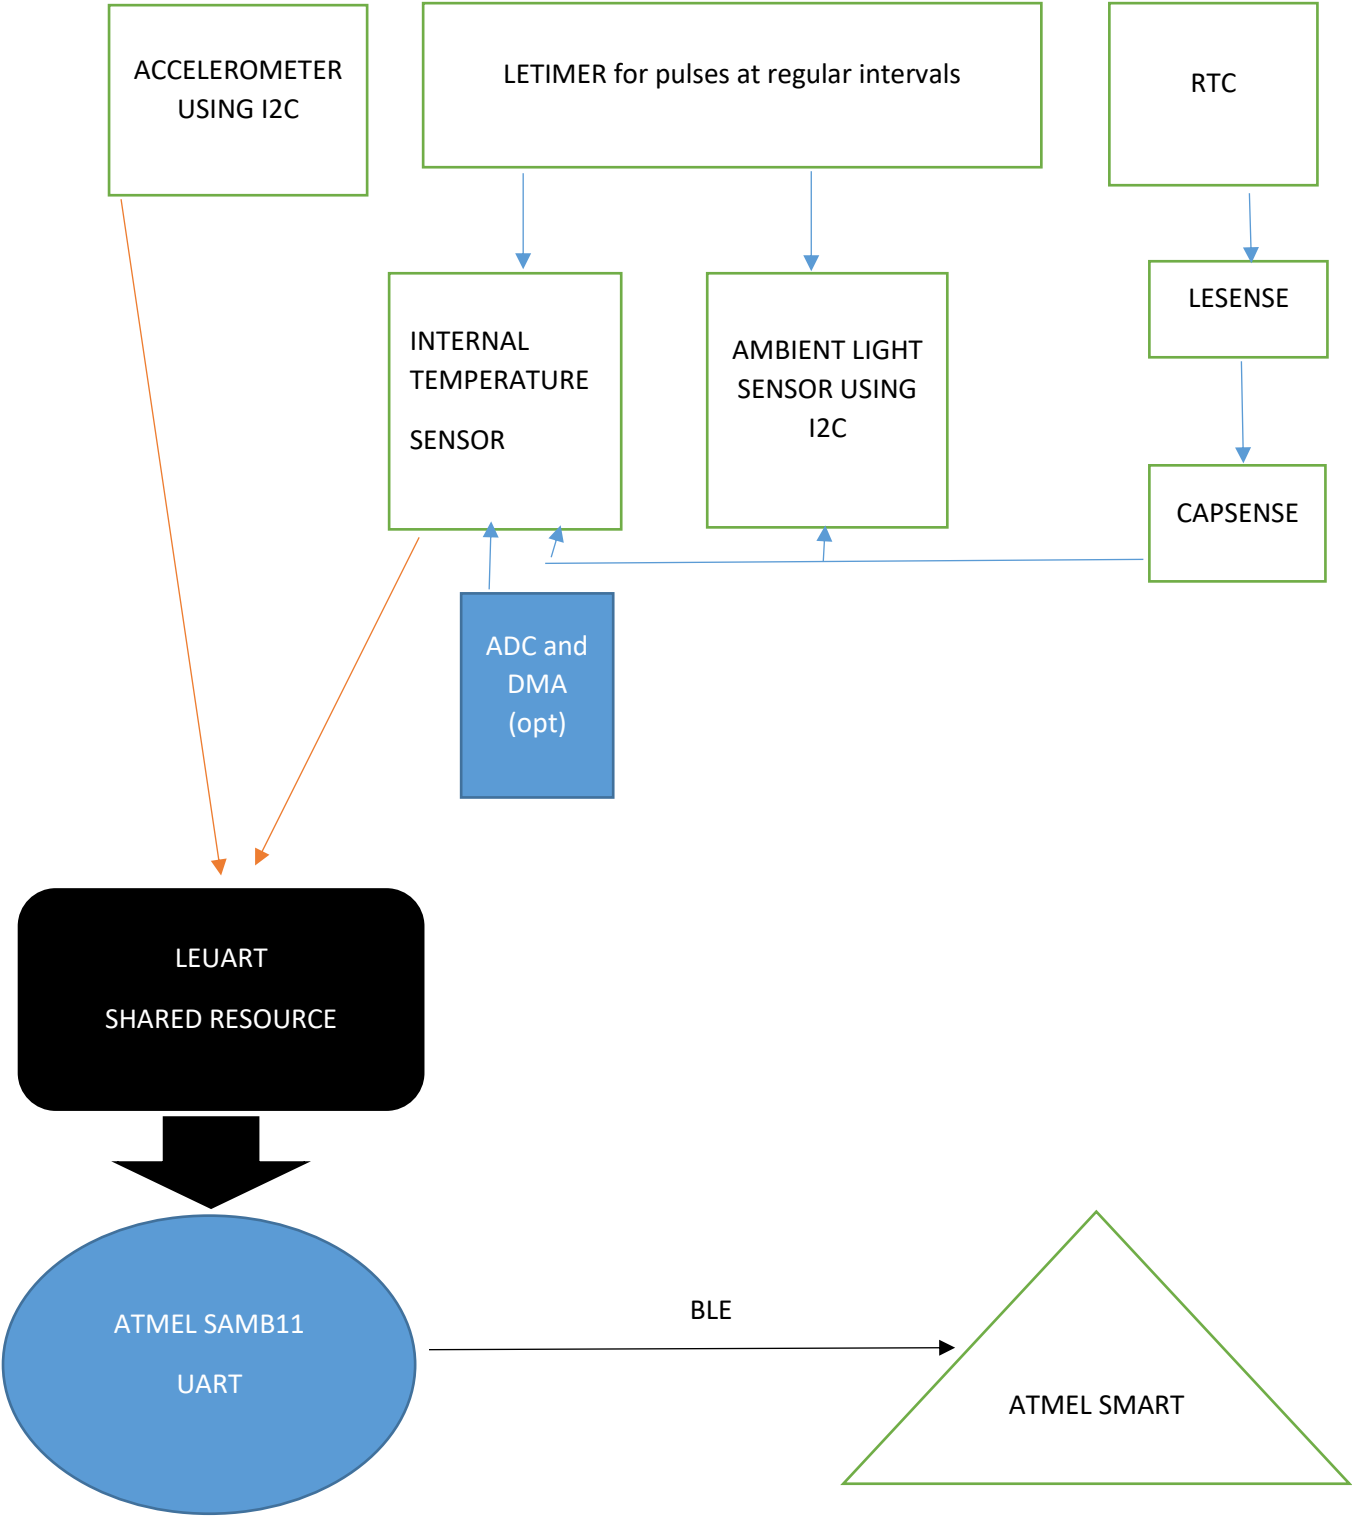 ACCELEROMETER
USING I2C
LETIMER for pulses at regular intervals
RTC
INTERNAL
TEMPERATURE
SENSOR
AMBIENT LIGHT
SENSOR USING
I2C
LESENSE
CAPSENSE
ADC and
DMA
(opt)
LEUART
SHARED RESOURCE
ATMEL SAMB11
UART
BLE
ATMEL SMART